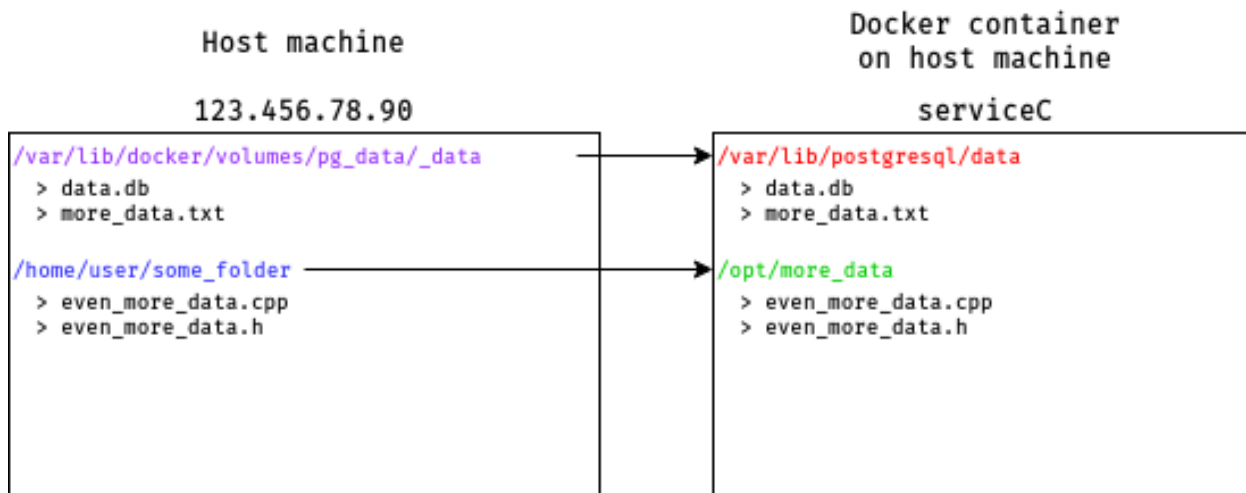 Host machine
123.456.78.90
/var/lib/docker/volumes/pg_data/_data
> data.db
> more_data.txt
/home/user/some_folder
> even_more_data.cpp
> even_more_data.h
Docker container
on host machine
serviceC
/var/lib/postgresql/data
> data.db
> more_data.txt
/opt/more_data
> even_more_data.cpp
> even_more_data.h